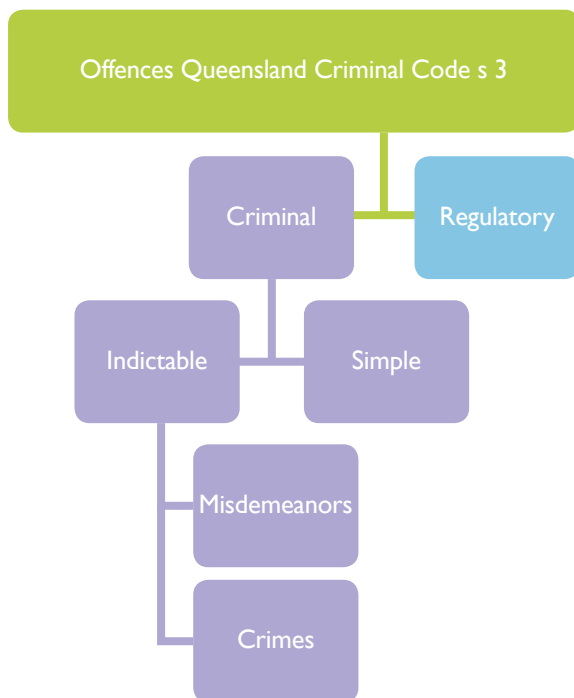 Offences Queensland Criminal Code s 3
Criminal
Regulatory
Indictable
Simple
Misdemeanors
Crimes